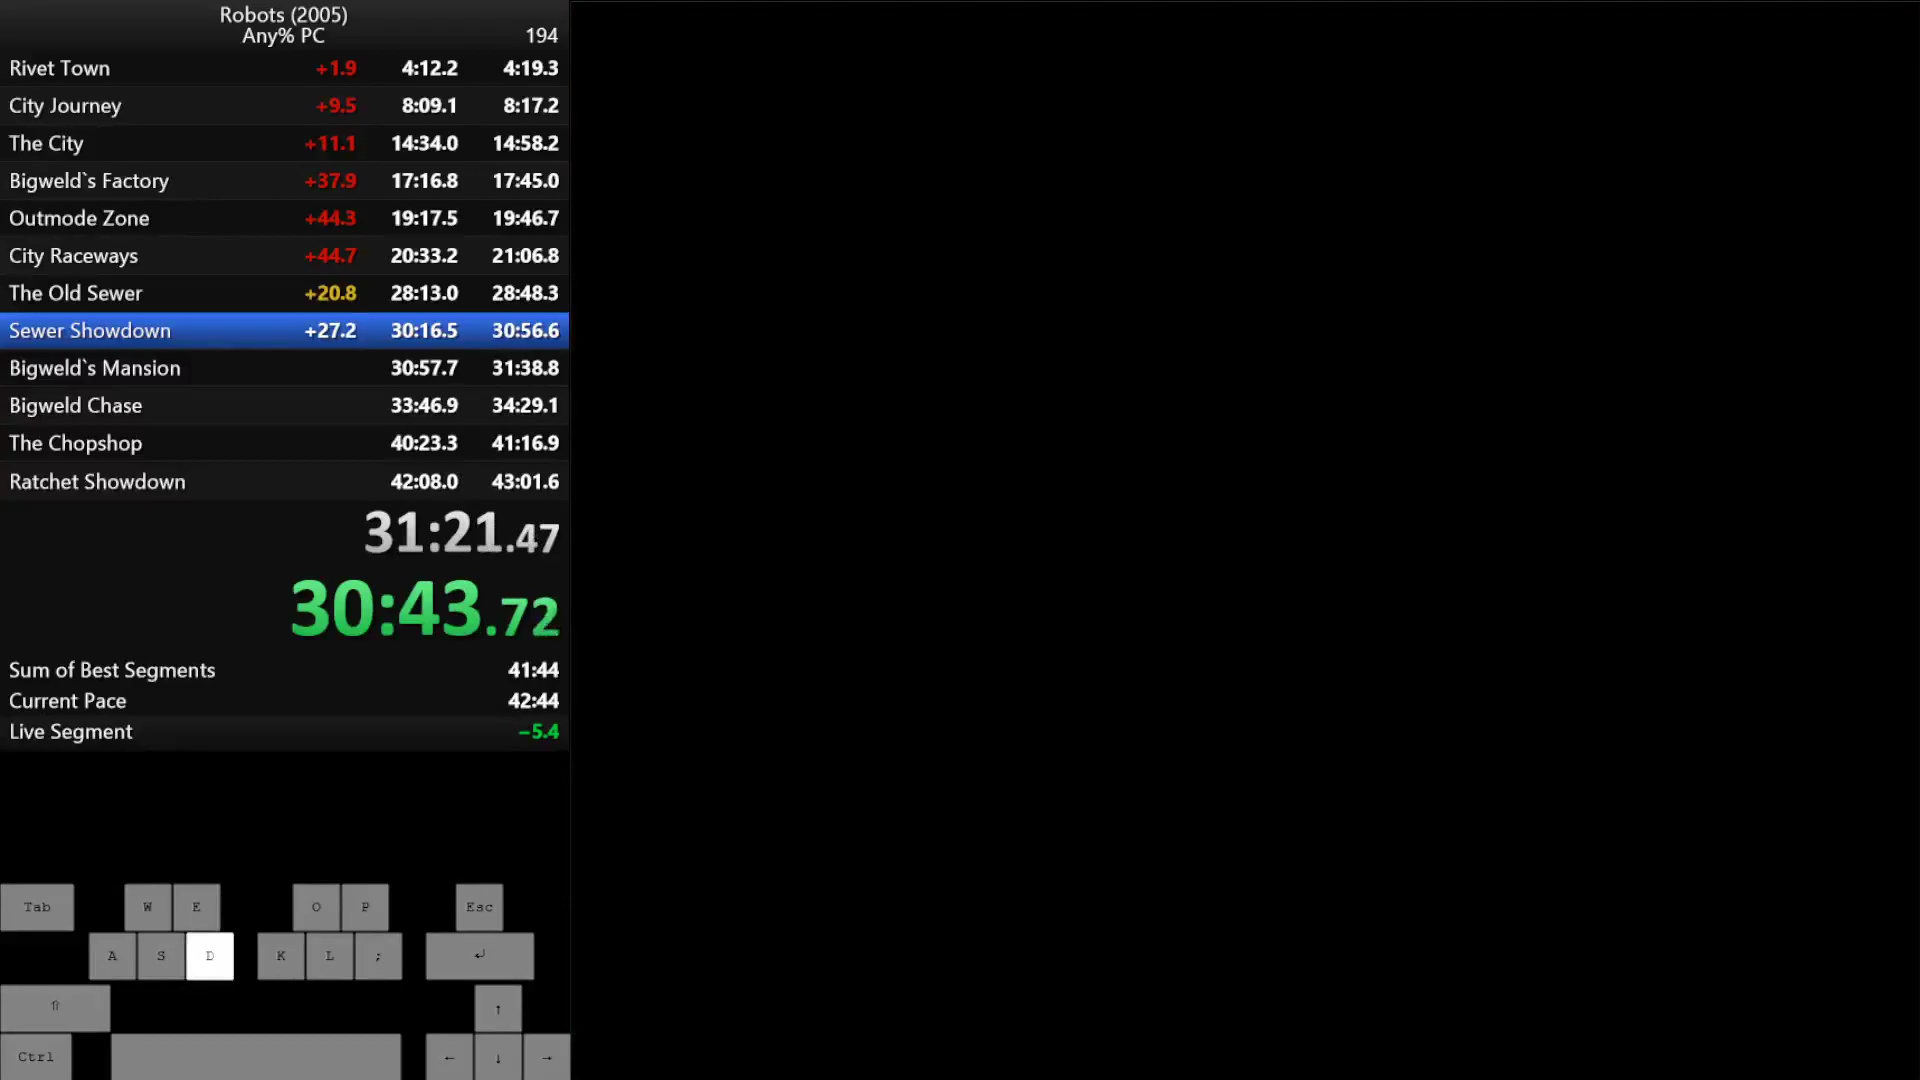 Robots (2005)
Any% PC 194
Rivet Town +1.9 4:12.2 4:19.3
City Journey +9.5 8:09.1 8:17.2
The City +11.1 14:34.0 14:58.2
Bigweld`s Factory +37.9 17:16.8 17:45.0
Outmode Zone +44.3 19:17.5 19:46.7
City Raceways +44.7 20:33.2 21:06.8
The Old Sewer +20.8 28:13.0 28:48.3
Sewer Showdown +27.2 30:16.5 30:56.6
Bigweld`s Mansion 30:57.7 31:38.8
Bigweld Chase 33:46.9 34:29.1
The Chopshop 40:23.3 41:16.9
Ratchet Showdown 42:08.0 43:01.6
31:21.47
30:43.72
Sum of Best Segments 41:44
Current Pace 42:44
Live Segment −5.4
Tab W E O P Esc
A S D K L ; ↵
⇧ ↑
Ctrl ← ↓ →